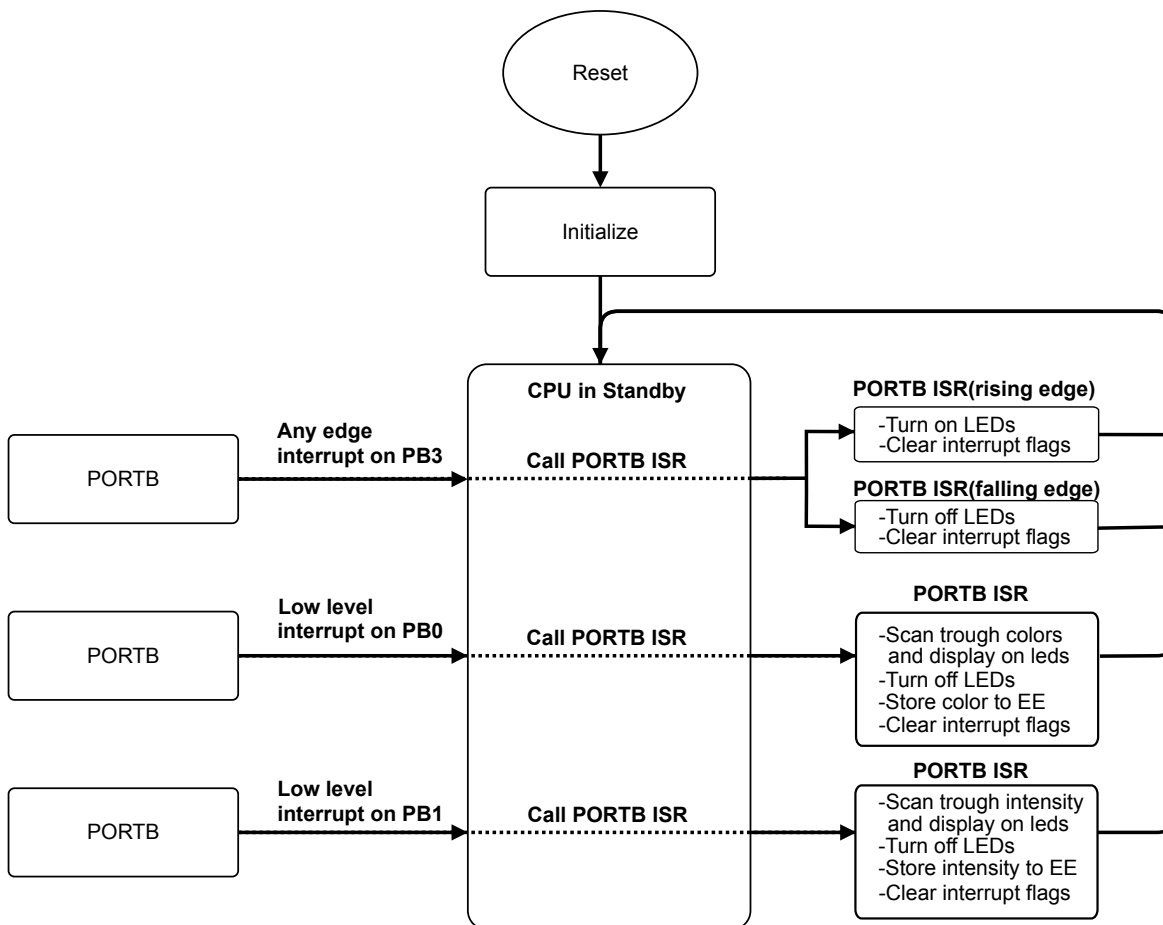 Reset
Initialize
CPU in Standby
PORTB
Any edge
interrupt on PB3
Call PORTB ISR
PORTB ISR(rising edge)
-Turn on LEDs
-Clear interrupt flags
PORTB ISR(falling edge)
-Turn off LEDs
-Clear interrupt flags
PORTB
Low level
interrupt on PB0
Call PORTB ISR
PORTB ISR
-Scan trough colors
and display on leds
-Turn off LEDs
-Store color to EE
-Clear interrupt flags
PORTB
Low level
interrupt on PB1
Call PORTB ISR
PORTB ISR
-Scan trough intensity
and display on leds
-Turn off LEDs
-Store intensity to EE
-Clear interrupt flags